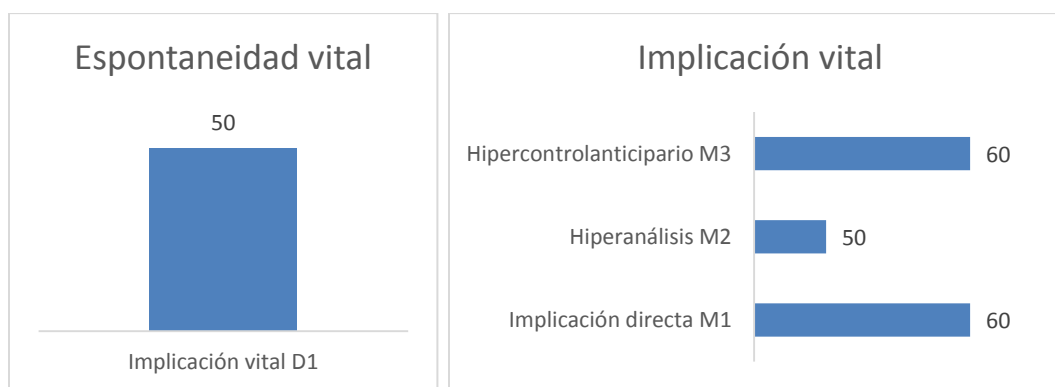 Espontaneidad vital
50
Implicación vital D1
Implicación vital
Hipercontrolanticipario M3
60
Hiperanálisis M2
50
Implicación directa M1
60